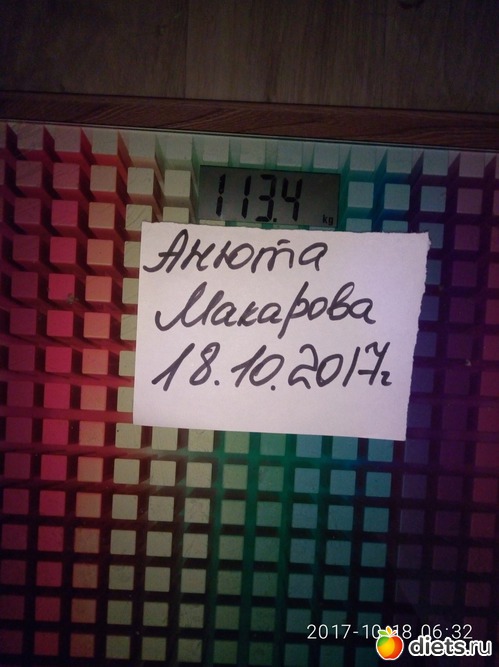 113.4 kg
Анюта
Макарова
18.10.2017г
2017-10-18 06:32
diets.ru